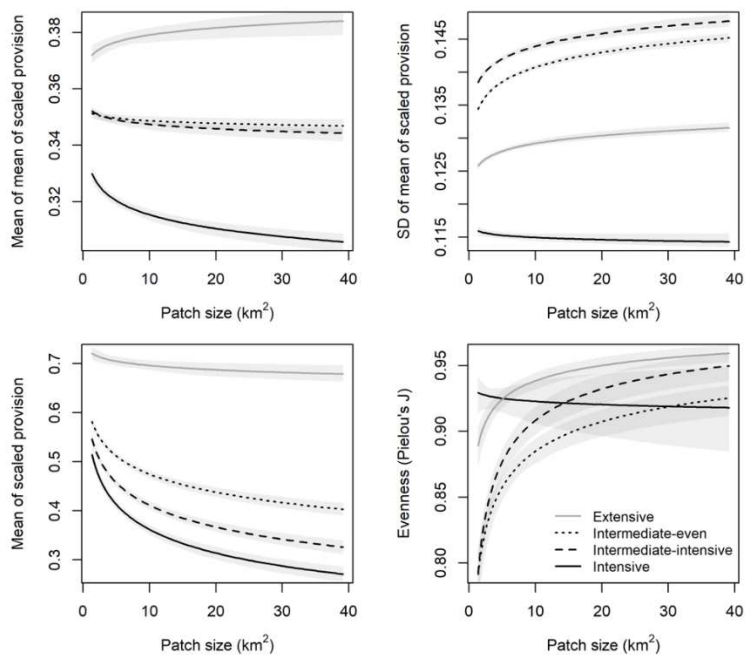 Mean of mean of scaled provision
0.38
0.36
0.34
0.32
0 10 20 30 40
Patch size (km²)
SD of mean of scaled provision
0.145
0.135
0.125
0.115
0 10 20 30 40
Patch size (km²)
Mean of scaled provision
0.7
0.6
0.5
0.4
0.3
0 10 20 30 40
Patch size (km²)
Evenness (Pielou's J)
0.95
0.90
0.85
0.80
Extensive
Intermediate-even
Intermediate-intensive
Intensive
0 10 20 30 40
Patch size (km²)